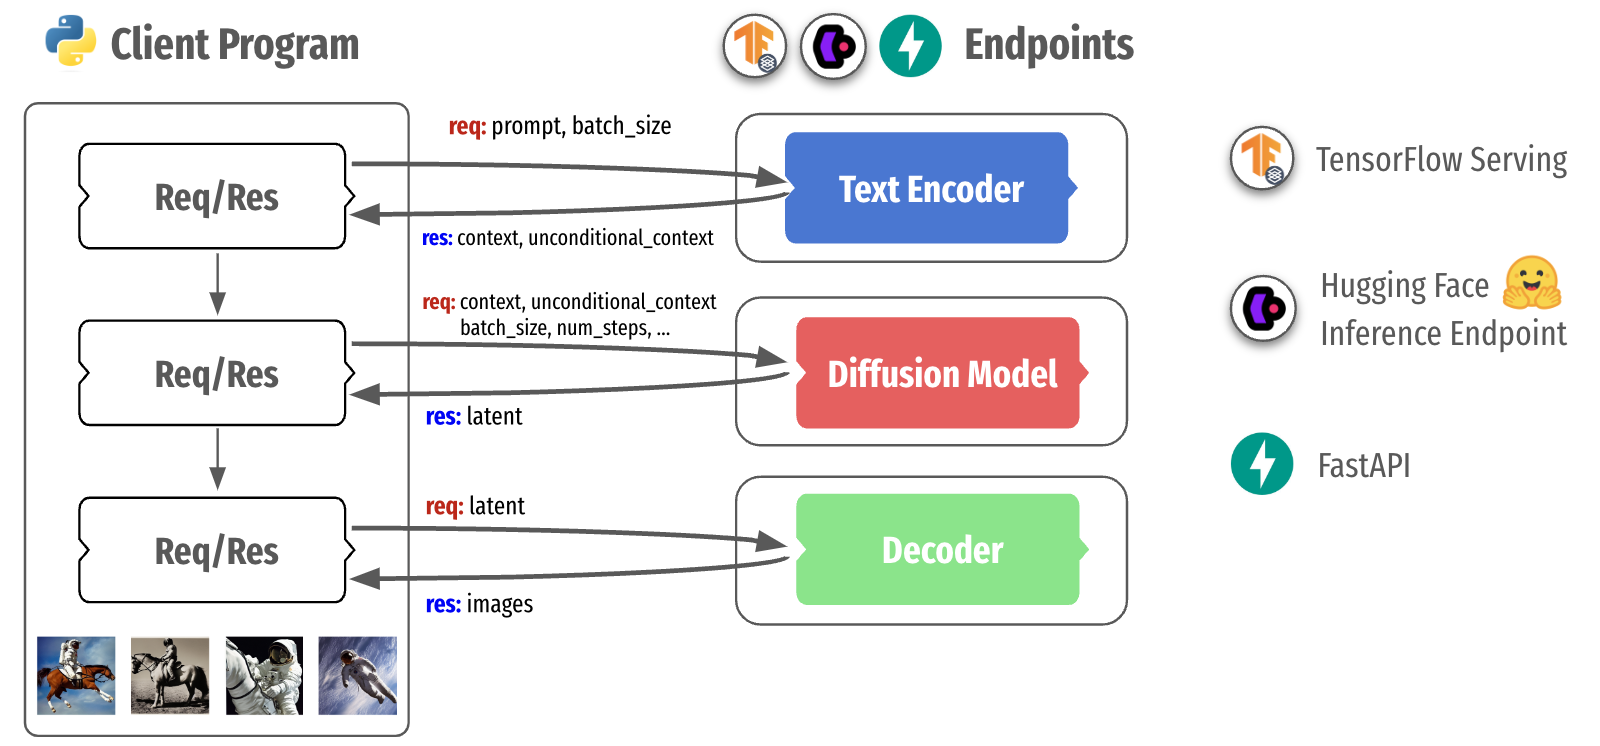 Client Program
Endpoints
req: prompt, batch_size
Req/Res
Text Encoder
res: context, unconditional_context
req: context, unconditional_context
batch_size, num_steps, ...
Req/Res
Diffusion Model
res: latent
req: latent
Req/Res
Decoder
res: images
TensorFlow Serving
Hugging Face
Inference Endpoint
FastAPI